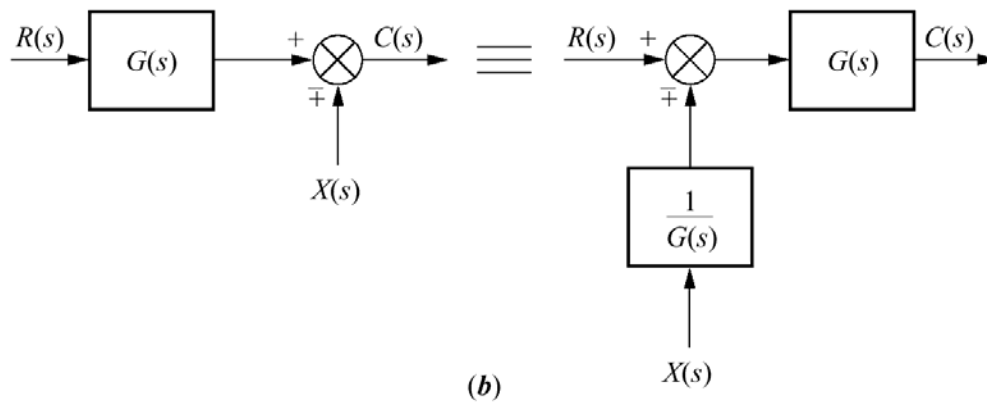 R(s) G(s) + C(s)
∓
X(s)
≡
R(s) + G(s) C(s)
∓
1
G(s)
X(s)
(b)